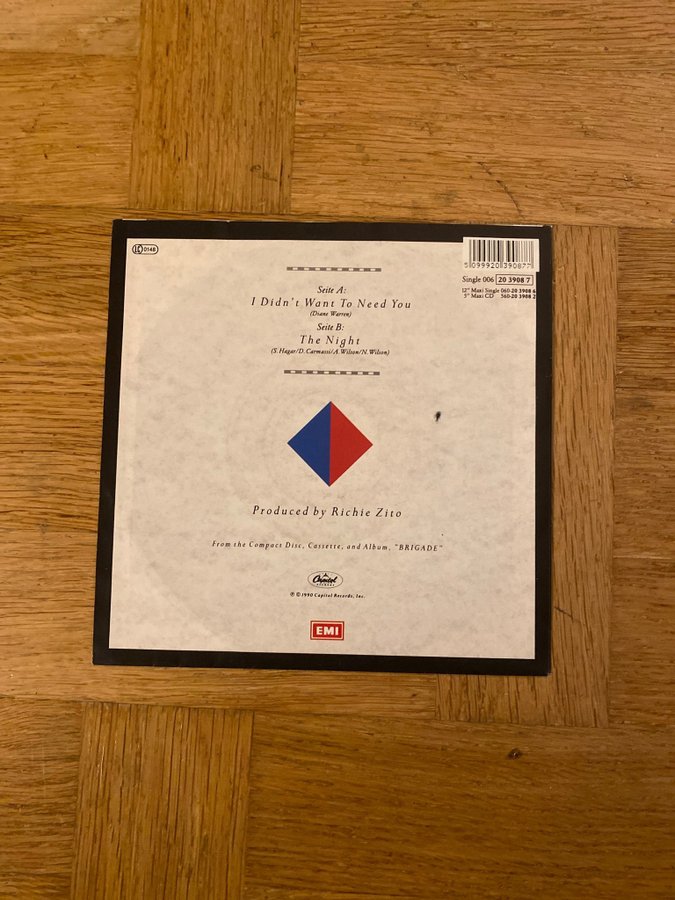 LC 0148
5 099920 390877
Single 006 20 3908 7
12" Maxi Single 060-20 3908 6
5" Maxi CD 560-20 3908 2
Seite A:
I Didn't Want To Need You
(Diane Warren)
Seite B:
The Night
(S. Hagar/D. Carmassi/A. Wilson/N. Wilson)
Produced by Richie Zito
From the Compact Disc, Cassette, and Album, "BRIGADE"
Capitol
RECORDS
℗ © 1990 Capitol Records, Inc.
EMI